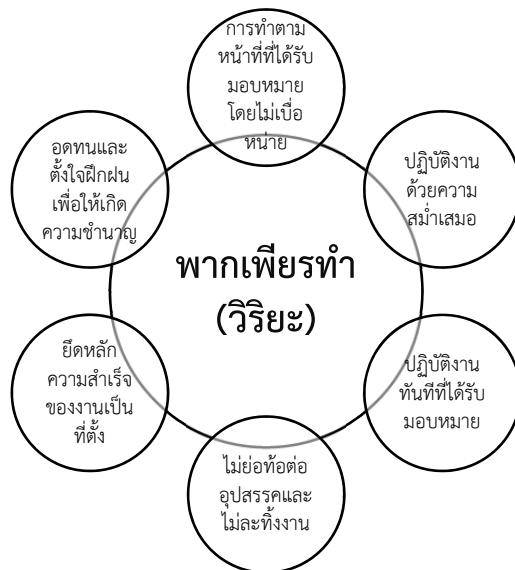 การทำตาม
หน้าที่ที่ได้รับ
มอบหมาย
โดยไม่เบื่อ
หน่าย
ปฏิบัติงาน
ด้วยความ
สม่ำเสมอ
ปฏิบัติงาน
ทันทีที่ได้รับ
มอบหมาย
ไม่ย่อท้อต่อ
อุปสรรคและ
ไม่ละทิ้งงาน
ยึดหลัก
ความสำเร็จ
ของงานเป็น
ที่ตั้ง
อดทนและ
ตั้งใจฝึกฝน
เพื่อให้เกิด
ความชำนาญ
พากเพียรทำ
(วิริยะ)